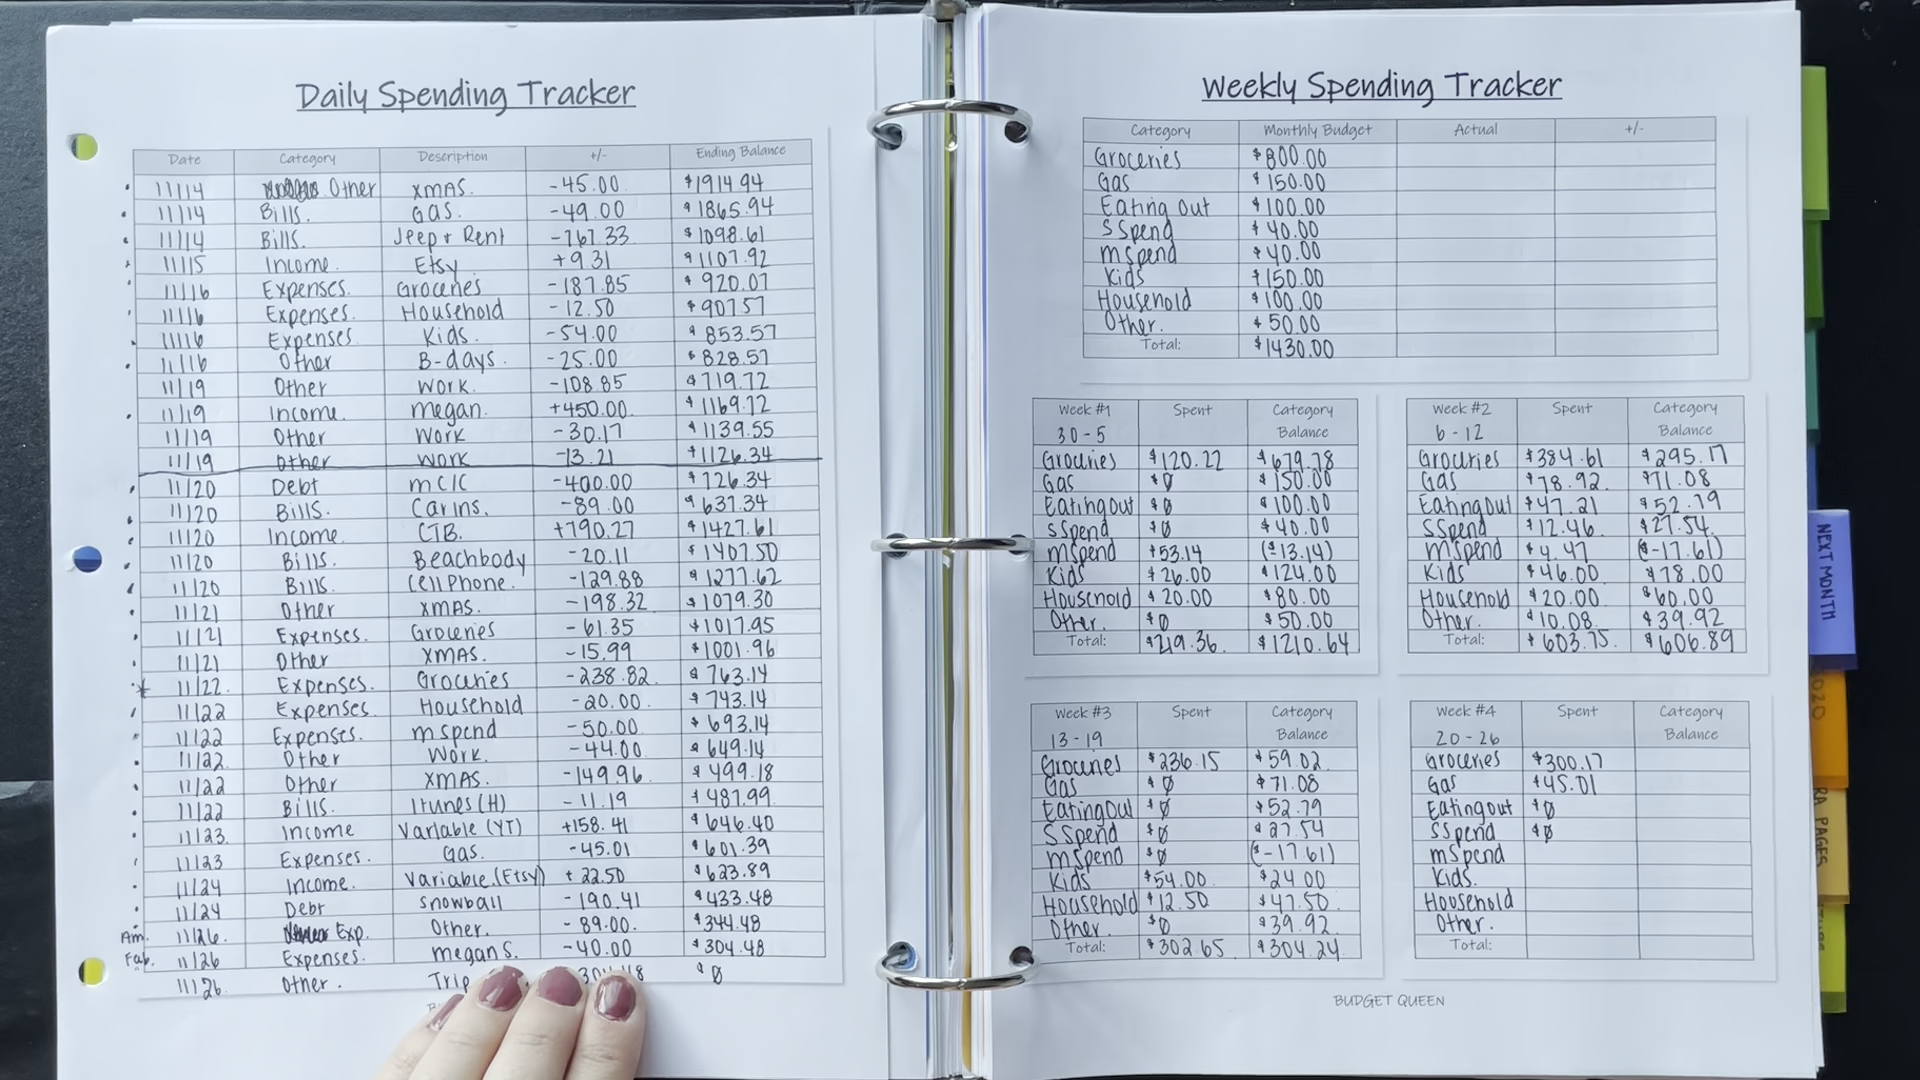 Daily Spending Tracker
Date Category Description +/- Ending Balance
11/14 Other XMAS. -45.00 $1914.94
11/14 Bills. Gas. -49.00 $1865.94
11/14 Bills. Jeep + Rent -767.33 $1098.61
11/15 Income. Etsy +9.31 $1107.92
11/16 Expenses. Groceries -187.85 $920.07
11/16 Expenses. Household -12.50 $907.57
11/16 Expenses Kids. -54.00 $853.57
11/16 Other B-days. -25.00 $828.57
11/19 Other Work. -108.85 $719.72
11/19 Income. Megan. +450.00. $1169.72
11/19 Other Work -30.17 $1139.55
11/19 Other Work -13.21 $1126.34
11/20 Debt MCIC -400.00 $726.34
11/20 Bills. Car ins. -89.00 $637.34
11/20 Income CTB. +790.27 $1427.61
11/20 Bills. Beachbody -20.11 $1407.50
11/20 Bills. Cell Phone. -129.88 $1277.62
11/21 Other XMAS. -198.32 $1079.30
11/21 Expenses. Groceries -61.35 $1017.95
11/21 Other XMAS. -15.99 $1001.96
* 11/22. Expenses. Groceries -238.82. $763.14
11/22 Expenses. Household -20.00. $743.14
11/22 Expenses. mspend -50.00. $693.14
11/22. Other Work. -44.00. $649.14
11/22 Other XMAS. -149.96. $499.18
11/22 Bills. Itunes (H) -11.19 $487.99
11/23. Income Variable (YT) +158.41 $646.40
11/23 Expenses. Gas. -45.01 $601.39
11/24 Income. Variable. (Etsy) +22.50 $623.89
11/24 Debt Snowball -190.41 $433.48
Am. 11/26. Exp. Other. -89.00. $344.48
Fab. 11/26 Expenses. megan s. -40.00 $304.48
11/26. Other. Trip $0
Weekly Spending Tracker
Category Monthly Budget Actual +/-
Groceries $800.00
Gas $150.00
Eating Out $100.00
SSpend $40.00
mspend $40.00
Kids $150.00
Household $100.00
Other. $50.00
Total: $1430.00
Week #1 Spent Category Balance
30-5
Groceries $120.22 $679.78
Gas $0 $150.00
Eating out $0 $100.00
SSpend $0 $40.00
mspend $53.14 ($13.14)
Kids $26.00 $124.00
Household $20.00 $80.00
Other. $0 $50.00
Total: $219.36. $1210.64
Week #2 Spent Category Balance
6-12
Groceries $384.61 $295.17
Gas $78.92. $71.08
Eating out $47.21 $52.79
SSpend $12.46. $27.54.
mspend $4.47 ($-17.61)
Kids $46.00. $78.00
Household $20.00 $60.00
Other. $10.08. $39.92
Total: $603.75. $606.89
Week #3 Spent Category Balance
13-19
Groceries $236.15 $59.02.
Gas $0 $71.08
Eating out $0 $52.79
SSpend $0 $27.54
mspend $0 ($-17.61)
Kids $54.00. $24.00
Household $12.50 $47.50.
Other. $0 $39.92.
Total: $302.65. $304.24
Week #4 Spent Category Balance
20-26
Groceries $300.17
Gas $45.01
Eating out $0
SSpend $0
mspend
Kids.
Household
Other.
Total:
BUDGET QUEEN
NEXT MONTH
RA PAGES